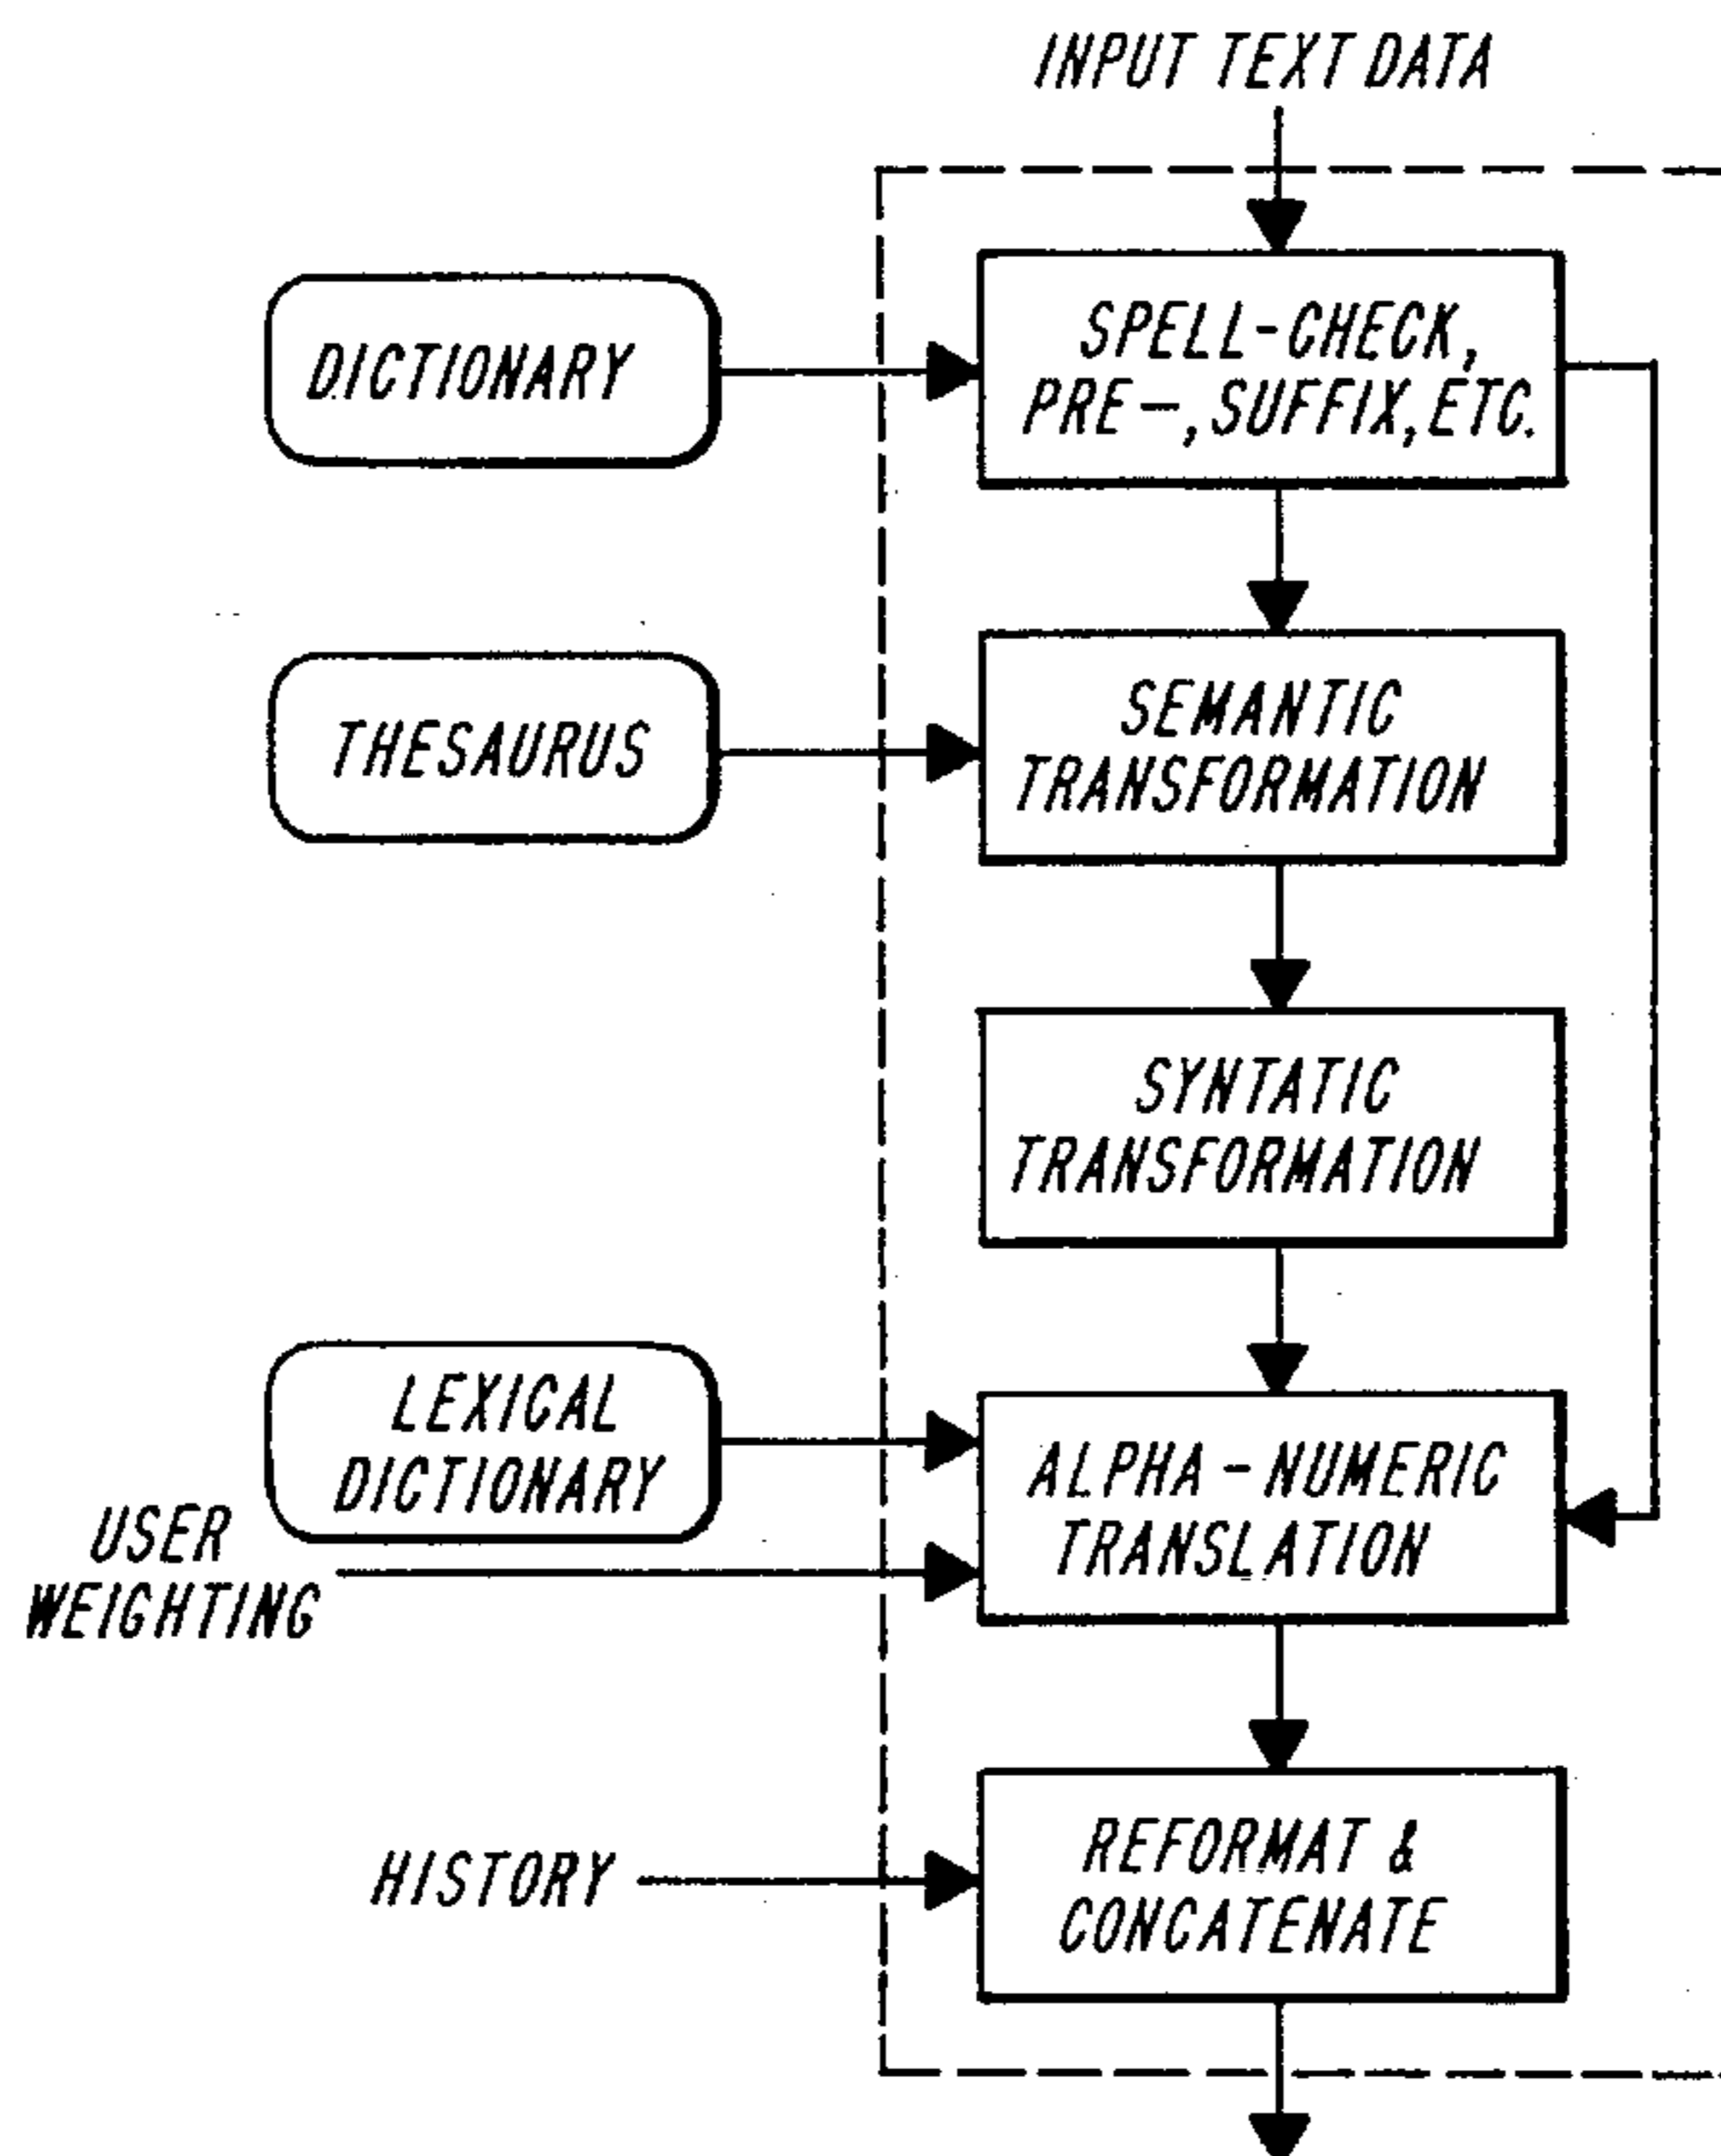 INPUT TEXT DATA
DICTIONARY
SPELL-CHECK,
PRE-, SUFFIX, ETC.
THESAURUS
SEMANTIC
TRANSFORMATION
SYNTATIC
TRANSFORMATION
LEXICAL
DICTIONARY
USER
WEIGHTING
ALPHA-NUMERIC
TRANSLATION
HISTORY
REFORMAT &
CONCATENATE